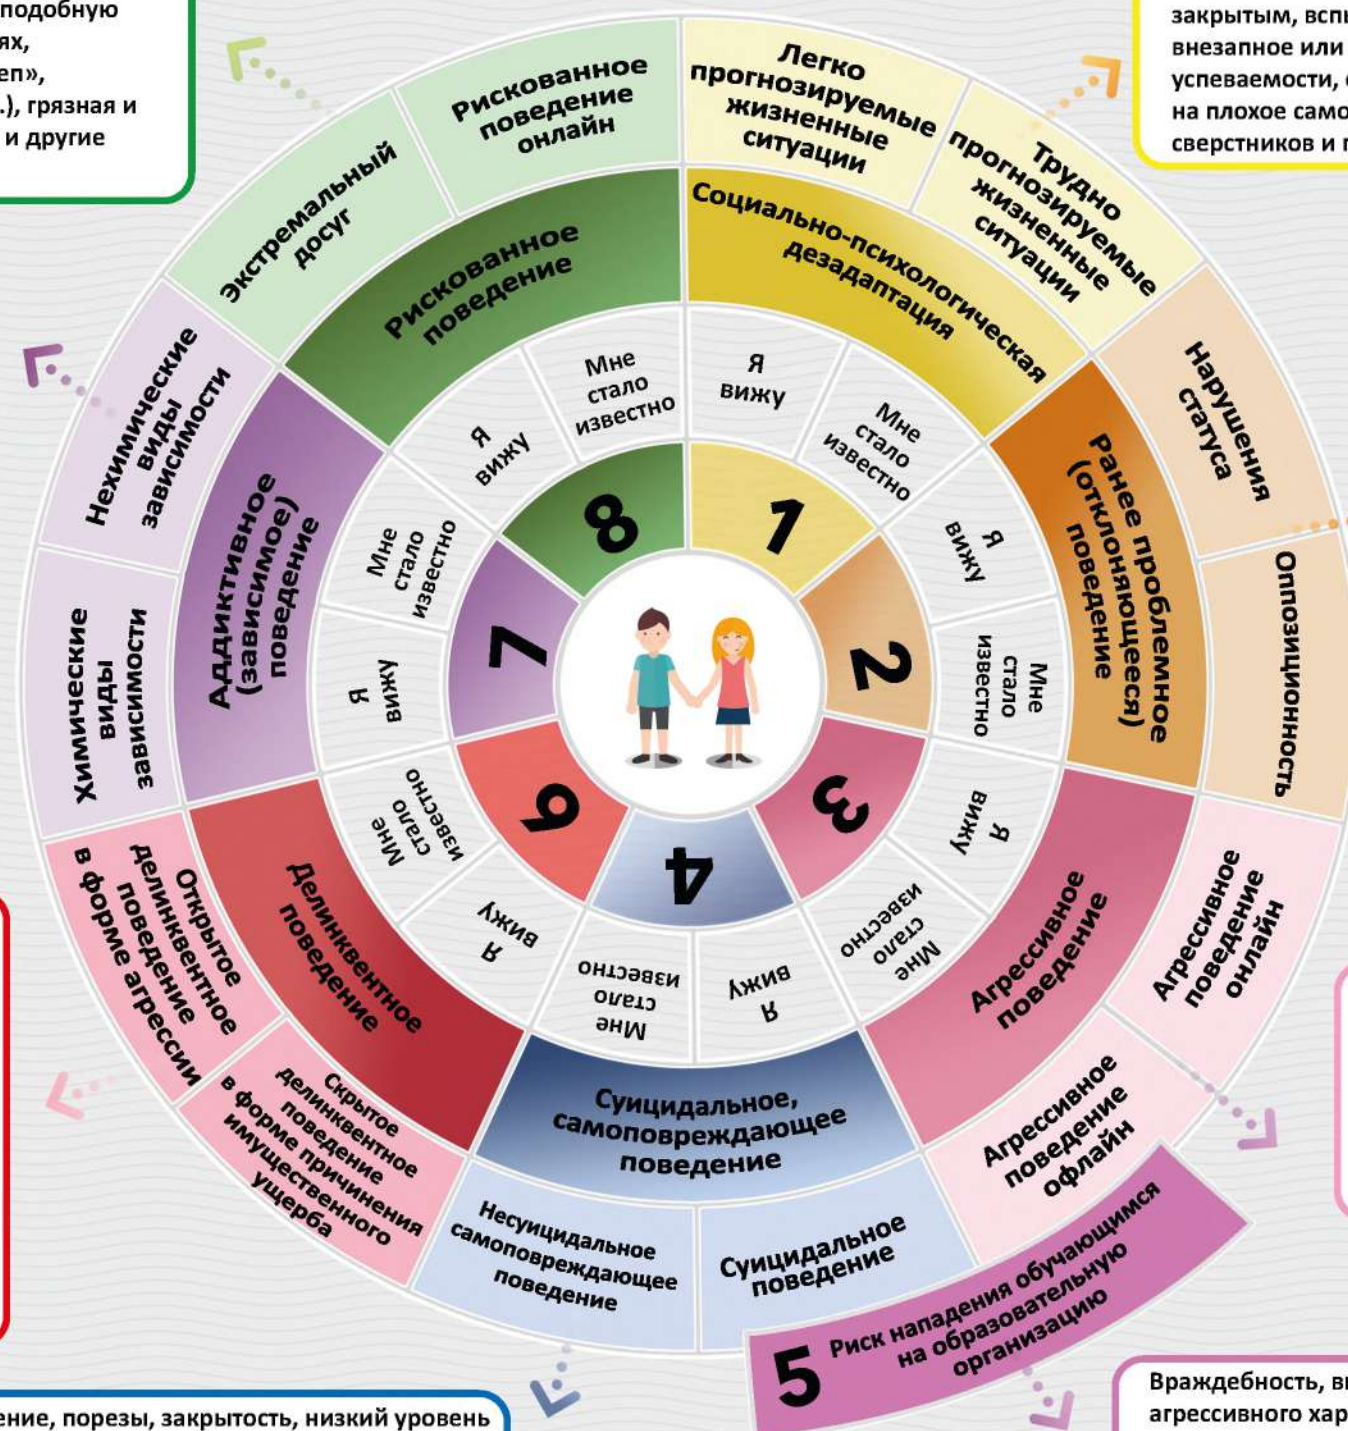 подобную
ях,
еп»,
.), грязная и
и другие
закрытым, вспы
внезапное или
успеваемости,
на плохое само
сверстников и
Легко
прогнозируемые
жизненные
ситуации
Трудно
прогнозируемые
жизненные
ситуации
Социально-психологическая
дезадаптация
Я
вижу
Мне
стало
известно
1
Нарушения
статуса
Оппозиционность
Ранее проблемное
(отклоняющееся)
поведение
Я
вижу
Мне
стало
известно
2
Агрессивное
поведение
онлайн
Агрессивное
поведение
офлайн
Агрессивное
поведение
Я
вижу
Мне
стало
известно
3
Суицидальное
поведение
Несуицидальное
самоповреждающее
поведение
Суицидальное,
самоповреждающее
поведение
Я
вижу
Мне
стало
известно
4
5
Риск нападения обучающимся
на образовательную
организацию
Скрытое
делинквентное
поведение
в форме причинения
имущественного
ущерба
Открытое
делинквентное
поведение
в форме агрессии
Делинквентное
поведение
Я
вижу
Мне
стало
известно
6
Химические
виды
зависимости
Нехимические
виды
зависимости
Аддиктивное
(зависимое)
поведение
Я
вижу
Мне
стало
известно
7
Экстремальный
досуг
Рискованное
поведение
онлайн
Рискованное
поведение
Я
вижу
Мне
стало
известно
8
ение, порезы, закрытость, низкий уровень
Враждебность,
агрессивного хар